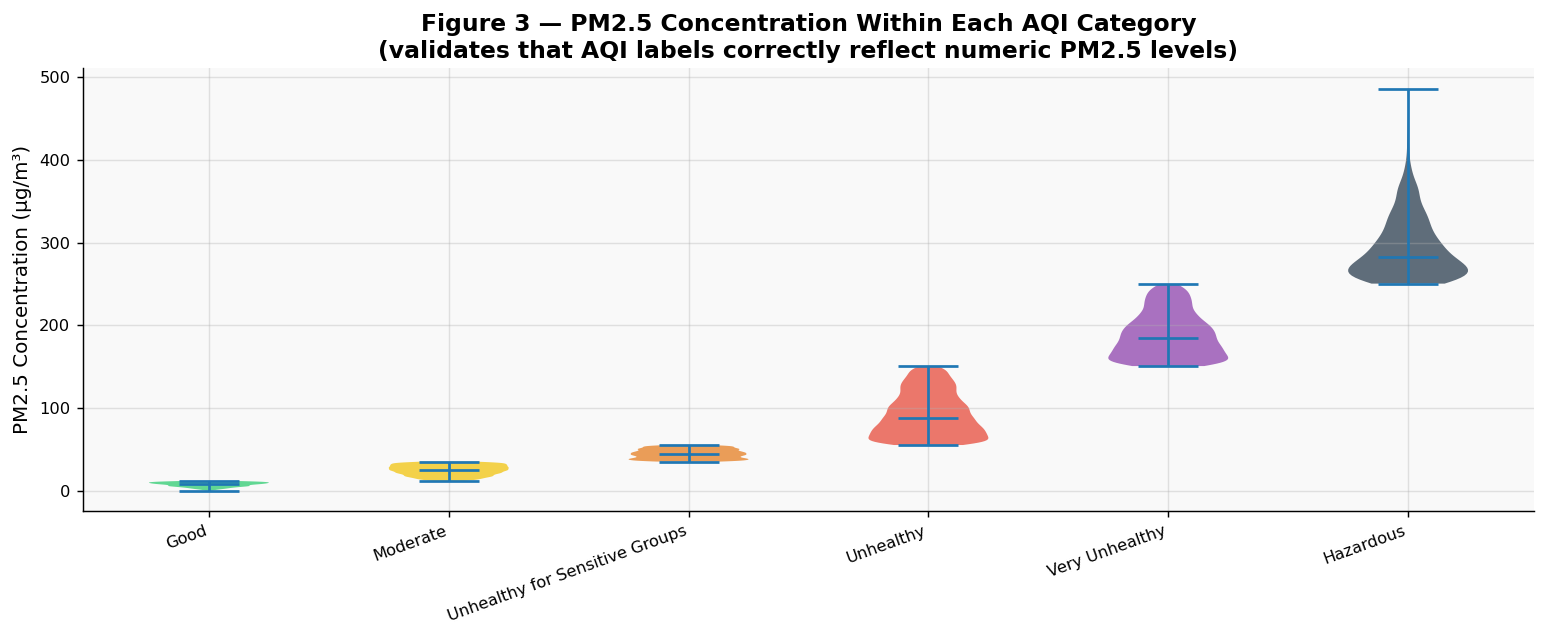 Figure 3 — PM2.5 Concentration Within Each AQI Category
(validates that AQI labels correctly reflect numeric PM2.5 levels)
PM2.5 Concentration (µg/m³)
500
400
300
200
100
0
Good
Moderate
Unhealthy for Sensitive Groups
Unhealthy
Very Unhealthy
Hazardous